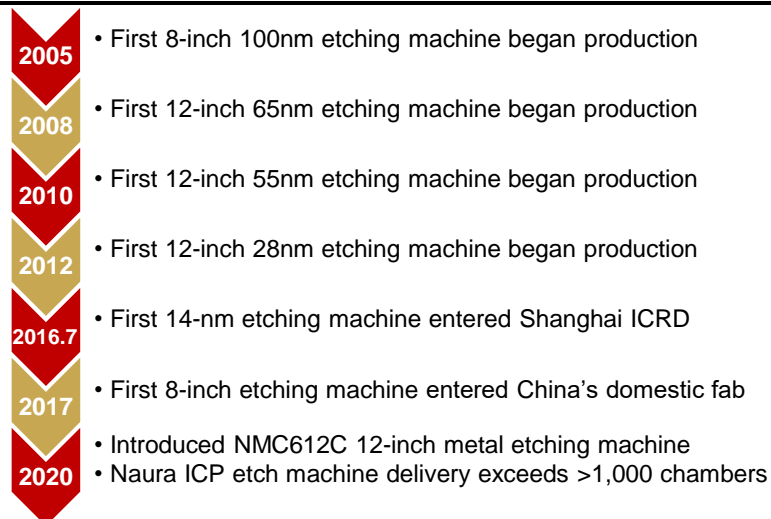 2005
• First 8-inch 100nm etching machine began production
2008
• First 12-inch 65nm etching machine began production
2010
• First 12-inch 55nm etching machine began production
2012
• First 12-inch 28nm etching machine began production
2016.7
• First 14-nm etching machine entered Shanghai ICRD
2017
• First 8-inch etching machine entered China’s domestic fab
2020
• Introduced NMC612C 12-inch metal etching machine
• Naura ICP etch machine delivery exceeds >1,000 chambers